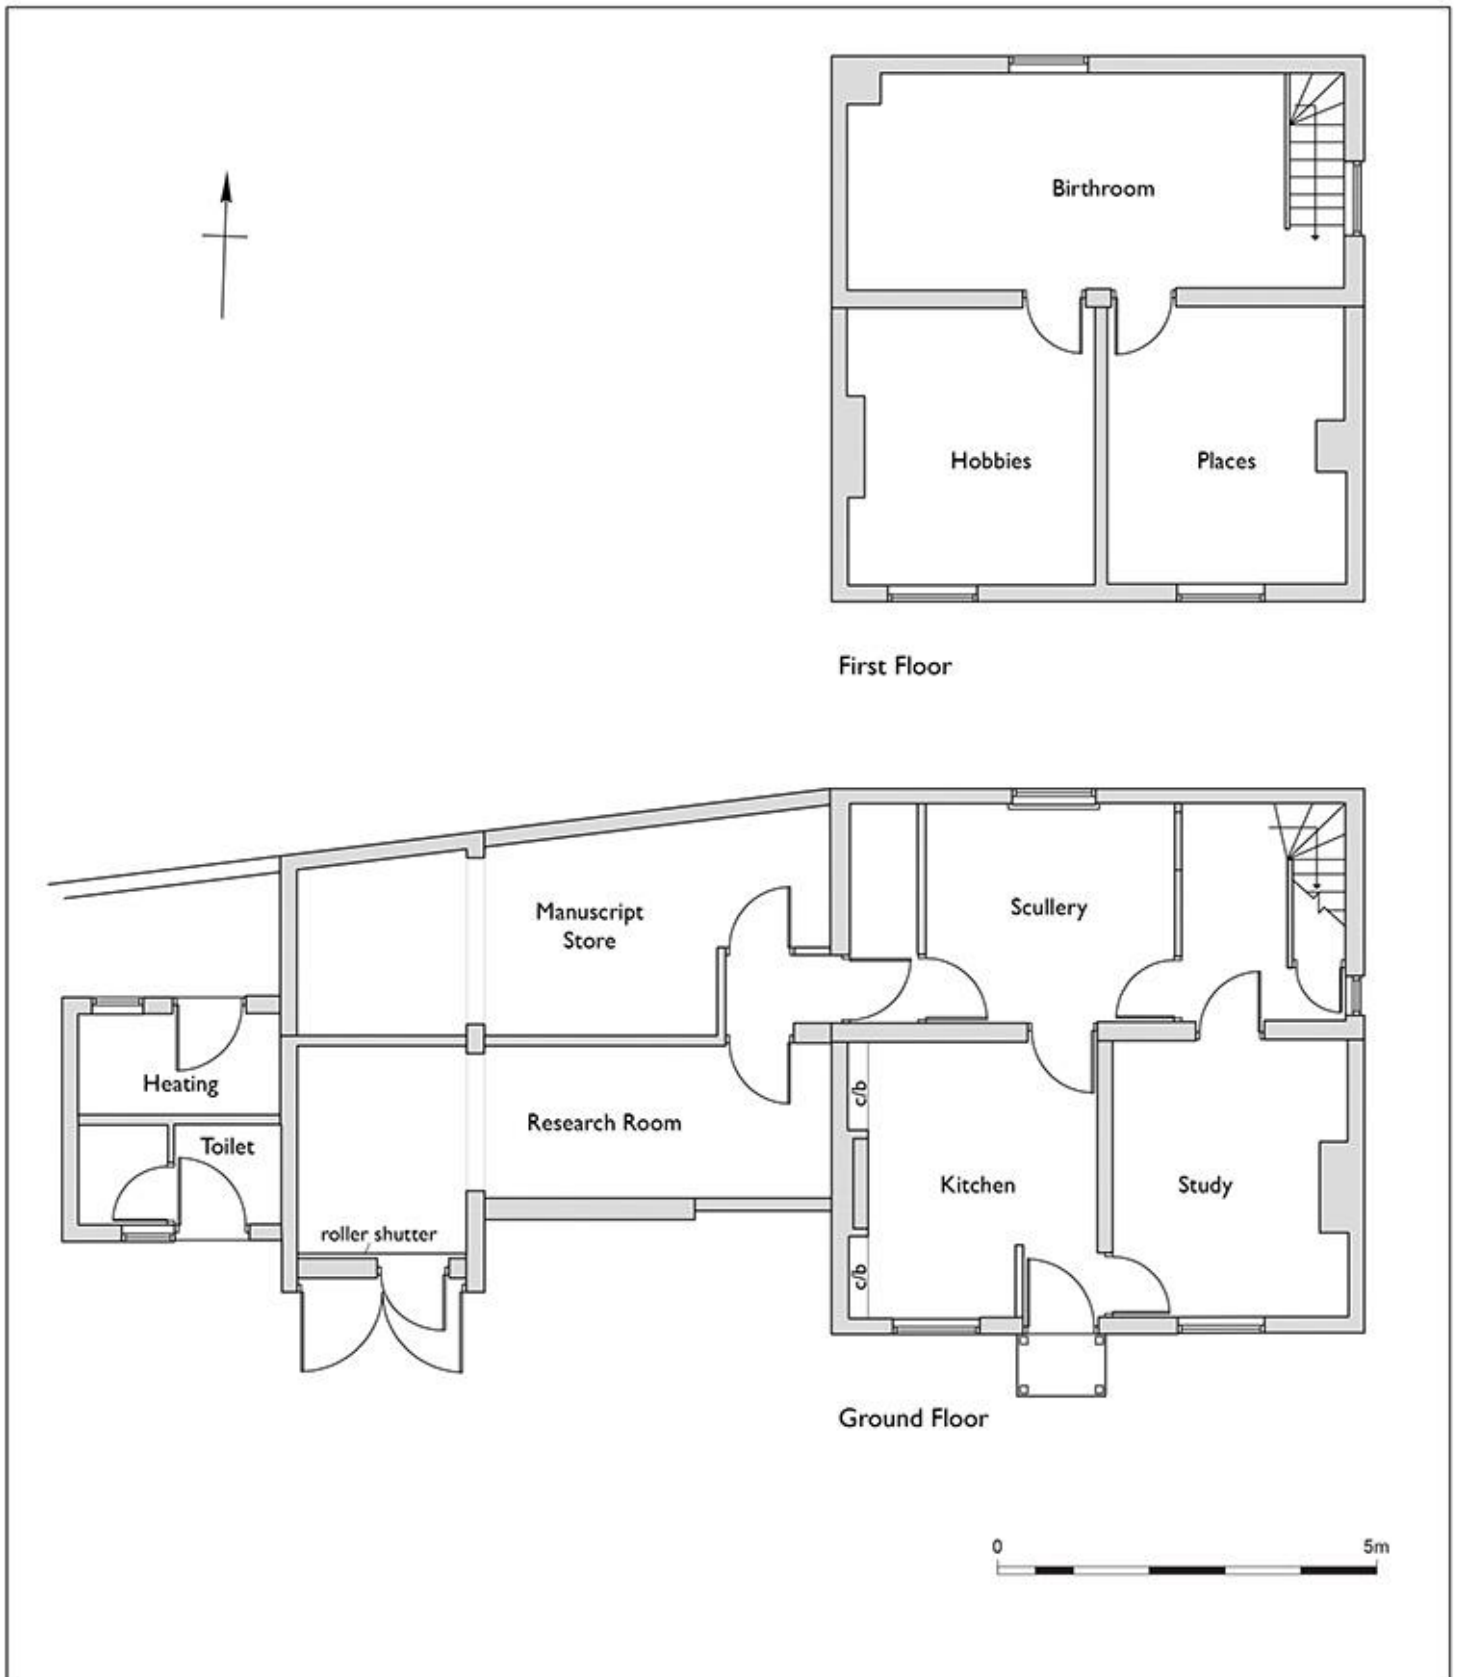 Birthroom
Hobbies
Places
First Floor
Manuscript
Store
Scullery
Heating
Toilet
Research Room
c/b
Kitchen
Study
roller shutter
c/b
Ground Floor
0
5m